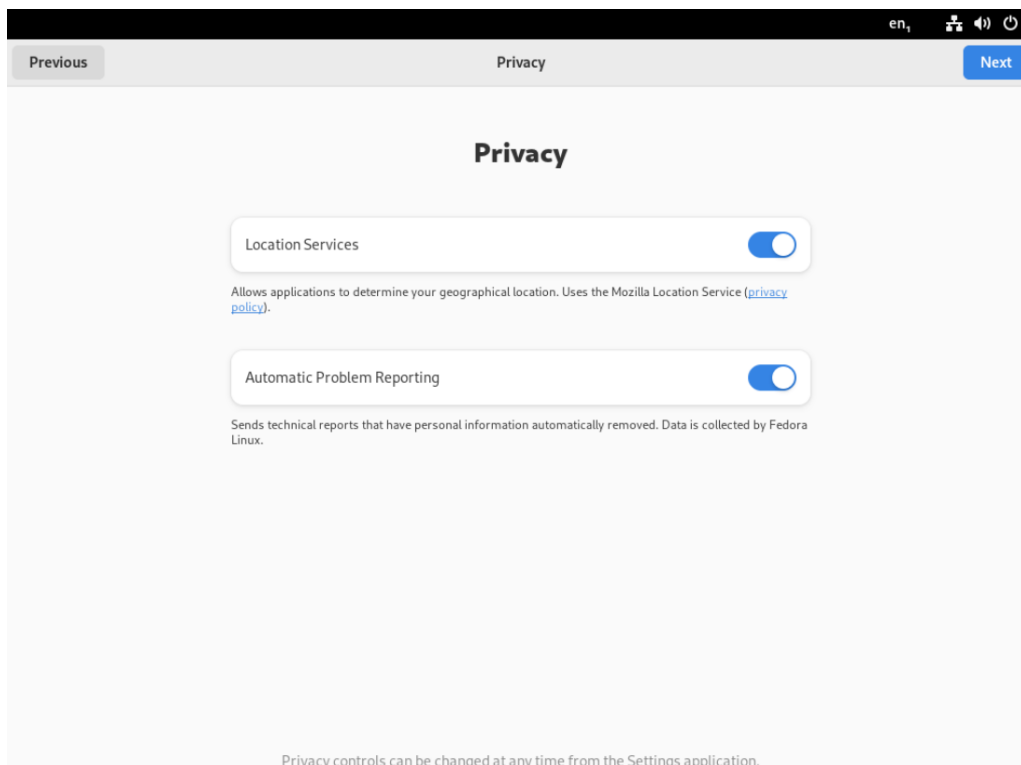 en₁
Previous
Privacy
Next
Privacy
Location Services
Allows applications to determine your geographical location. Uses the Mozilla Location Service (privacy
policy).
Automatic Problem Reporting
Sends technical reports that have personal information automatically removed. Data is collected by Fedora
Linux.
Privacy controls can be changed at any time from the Settings application.